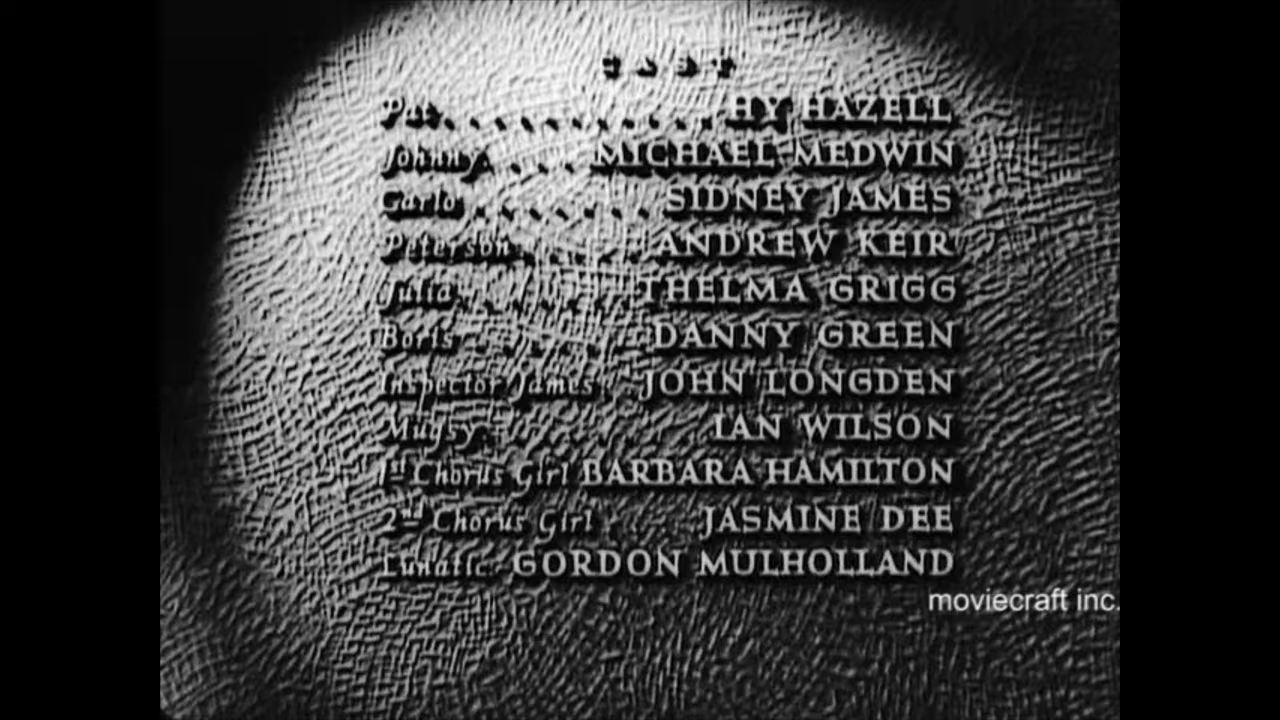 CAST
Pat............HY HAZELL
Johnny.....MICHAEL MEDWIN
Carlo.........SIDNEY JAMES
Peterson......ANDREW KEIR
Julia........THELMA GRIGG
Boris........DANNY GREEN
Inspector James..JOHN LONGDEN
Mugsy..........IAN WILSON
1st Chorus Girl BARBARA HAMILTON
2nd Chorus Girl....JASMINE DEE
Lunatic..GORDON MULHOLLAND
moviecraft inc.